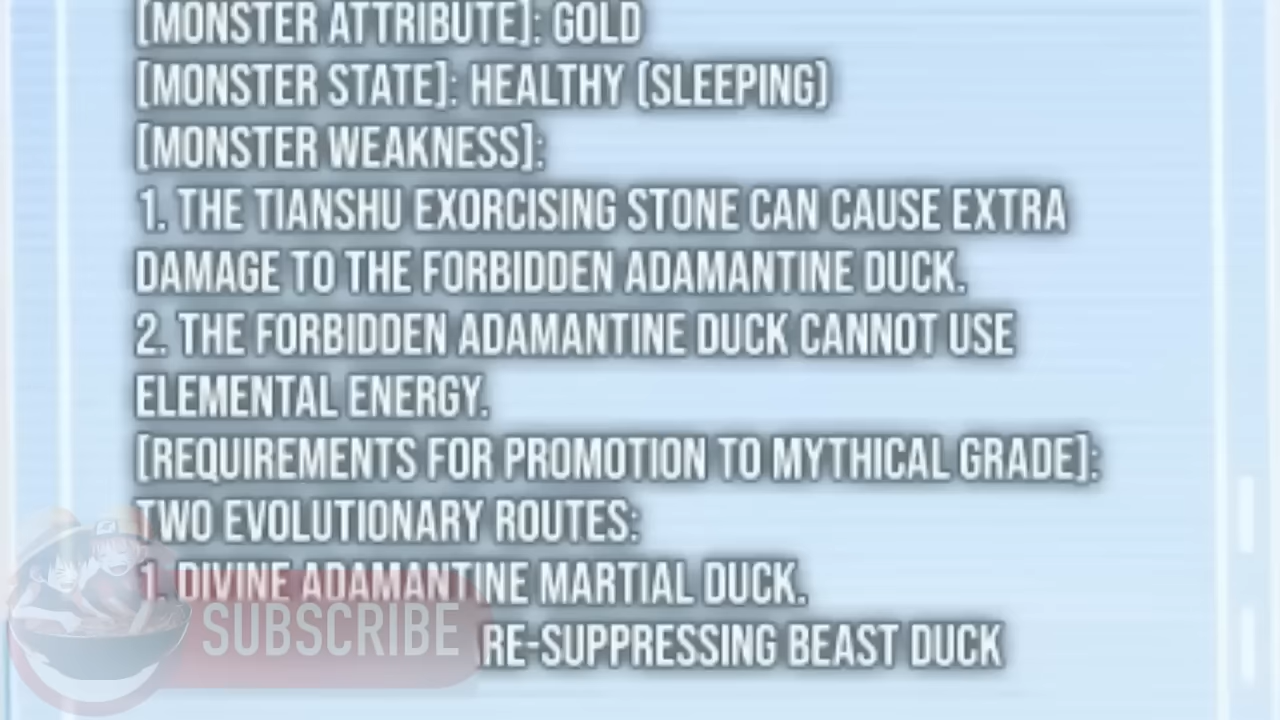 [MONSTER ATTRIBUTE]: GOLD
[MONSTER STATE]: HEALTHY (SLEEPING)
[MONSTER WEAKNESS]:
1. THE TIANSHU EXORCISING STONE CAN CAUSE EXTRA
DAMAGE TO THE FORBIDDEN ADAMANTINE DUCK.
2. THE FORBIDDEN ADAMANTINE DUCK CANNOT USE
ELEMENTAL ENERGY.
[REQUIREMENTS FOR PROMOTION TO MYTHICAL GRADE]:
TWO EVOLUTIONARY ROUTES:
1. DIVINE ADAMANTINE MARTIAL DUCK.
RE-SUPPRESSING BEAST DUCK
SUBSCRIBE